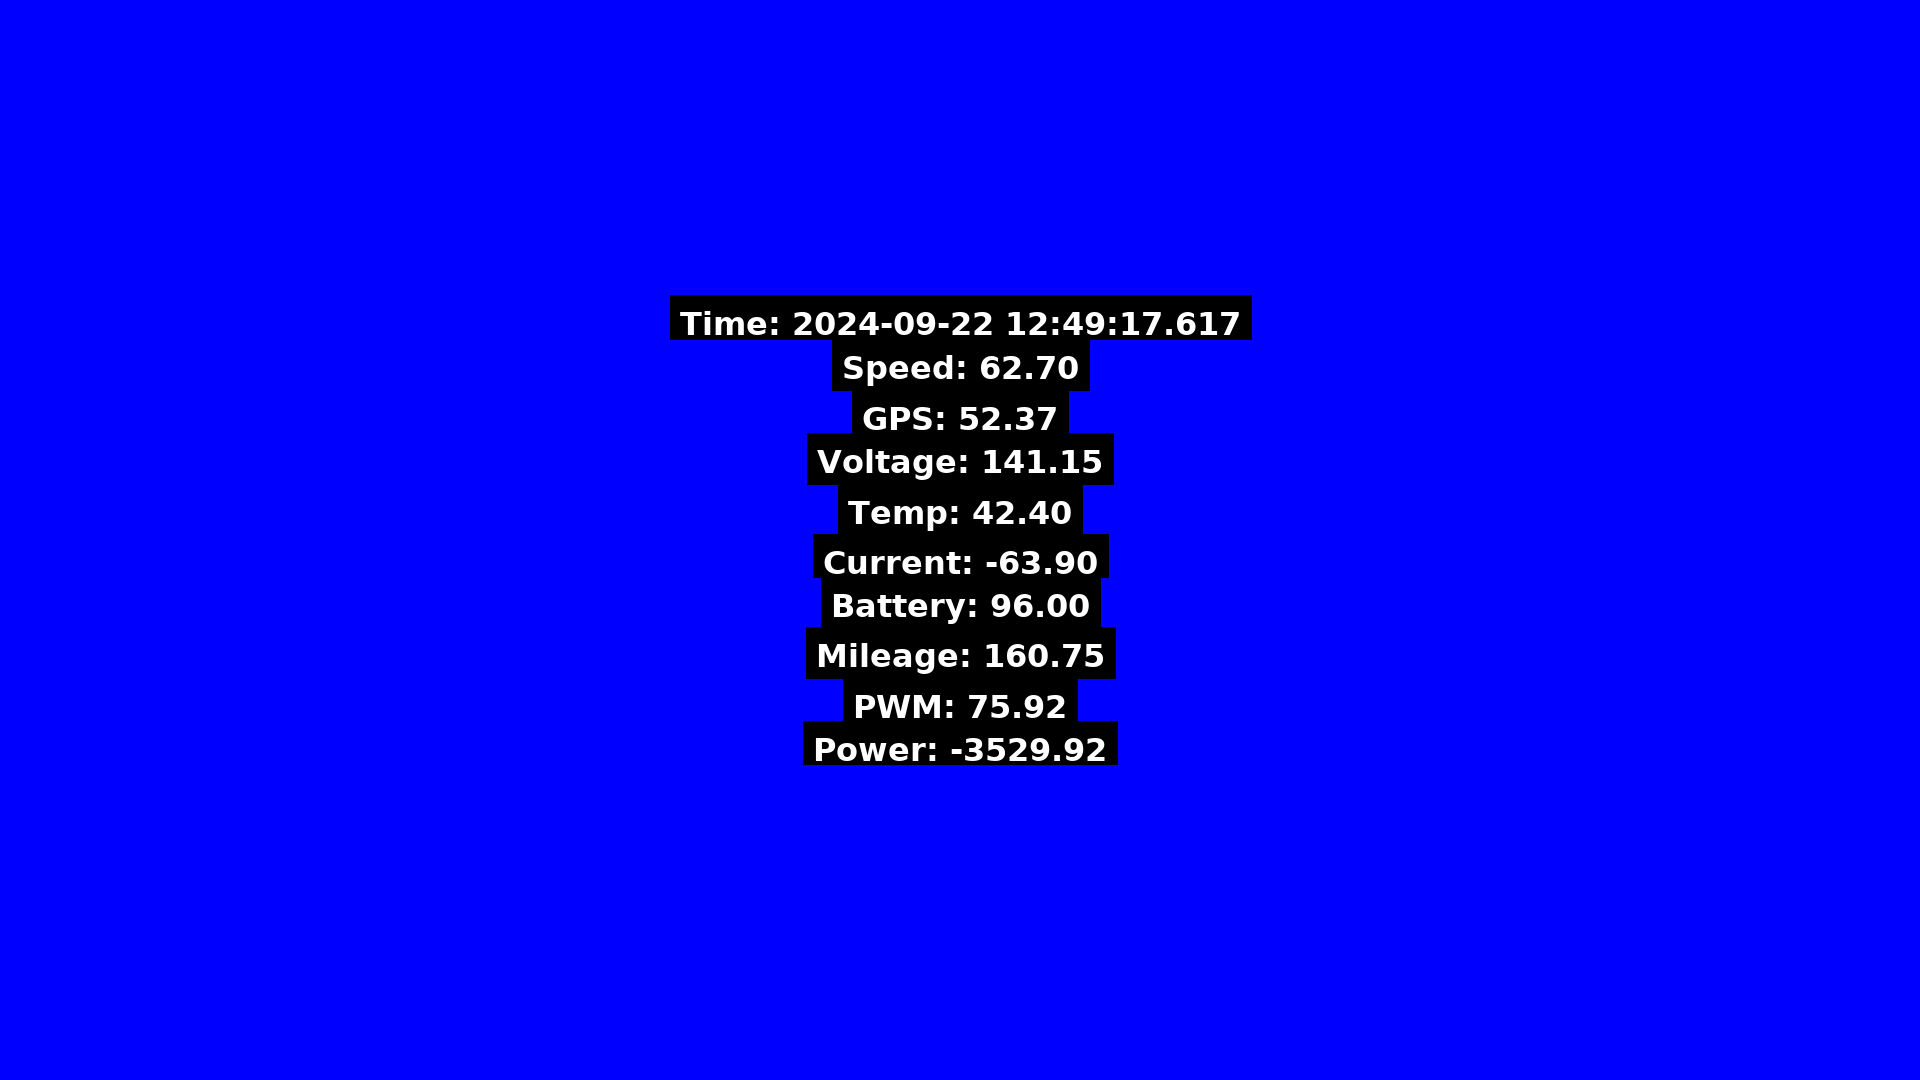 Time: 2024-09-22 12:49:17.617
Speed: 62.70
GPS: 52.37
Voltage: 141.15
Temp: 42.40
Current: -63.90
Battery: 96.00
Mileage: 160.75
PWM: 75.92
Power: -3529.92